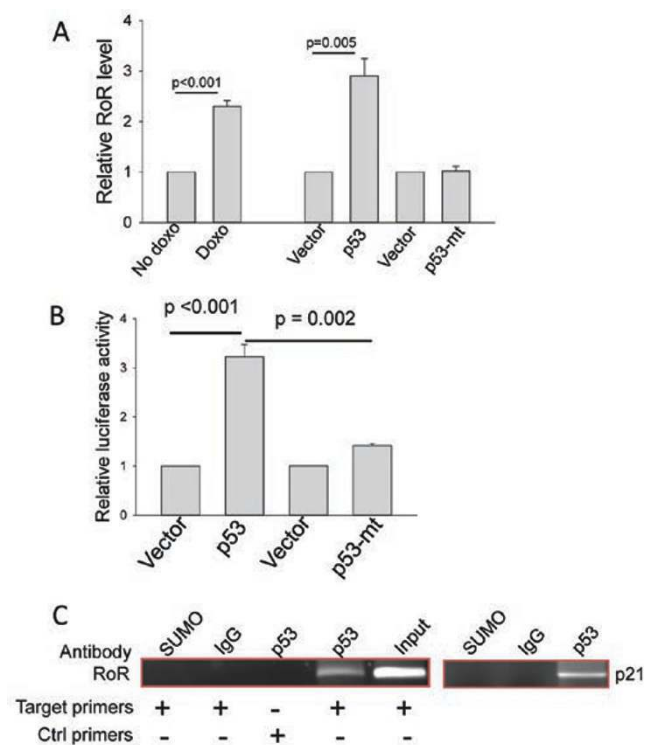 A
Relative RoR level
4
3
2
1
0
p<0.001
p=0.005
No doxo
Doxo
Vector
p53
Vector
p53-mt
B
Relative luciferase activity
4
3
2
1
0
p <0.001
p = 0.002
Vector
p53
Vector
p53-mt
C
Antibody SUMO IgG p53 p53 Input SUMO IgG p53
RoR p21
Target primers + + - + +
Ctrl primers - - + - -